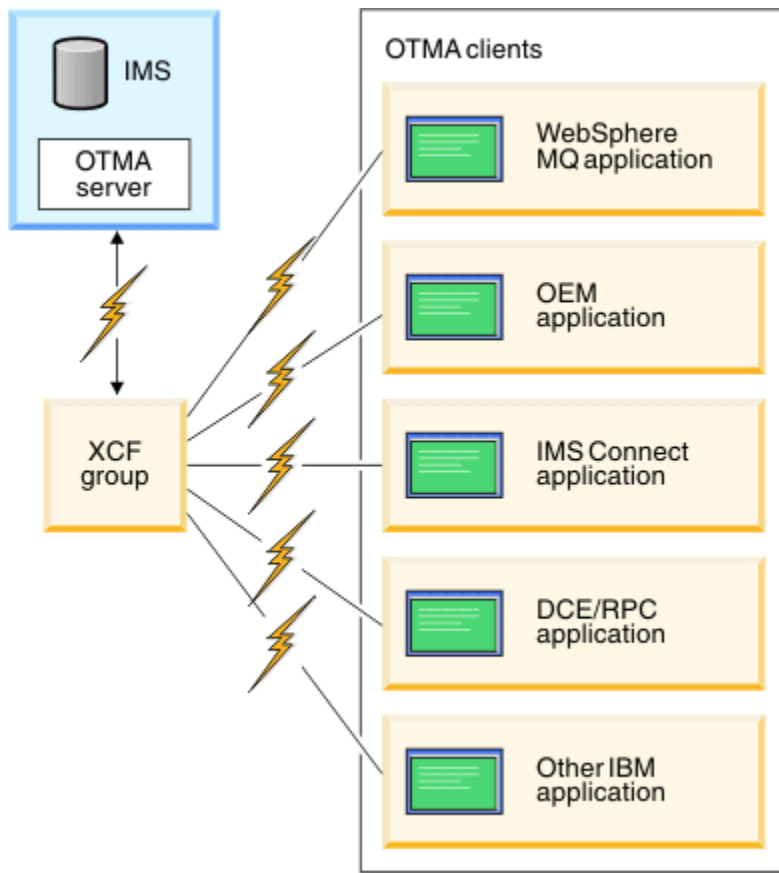 IMS
OTMA
server
XCF
group
OTMA clients
WebSphere
MQ application
OEM
application
IMS Connect
application
DCE/RPC
application
Other IBM
application